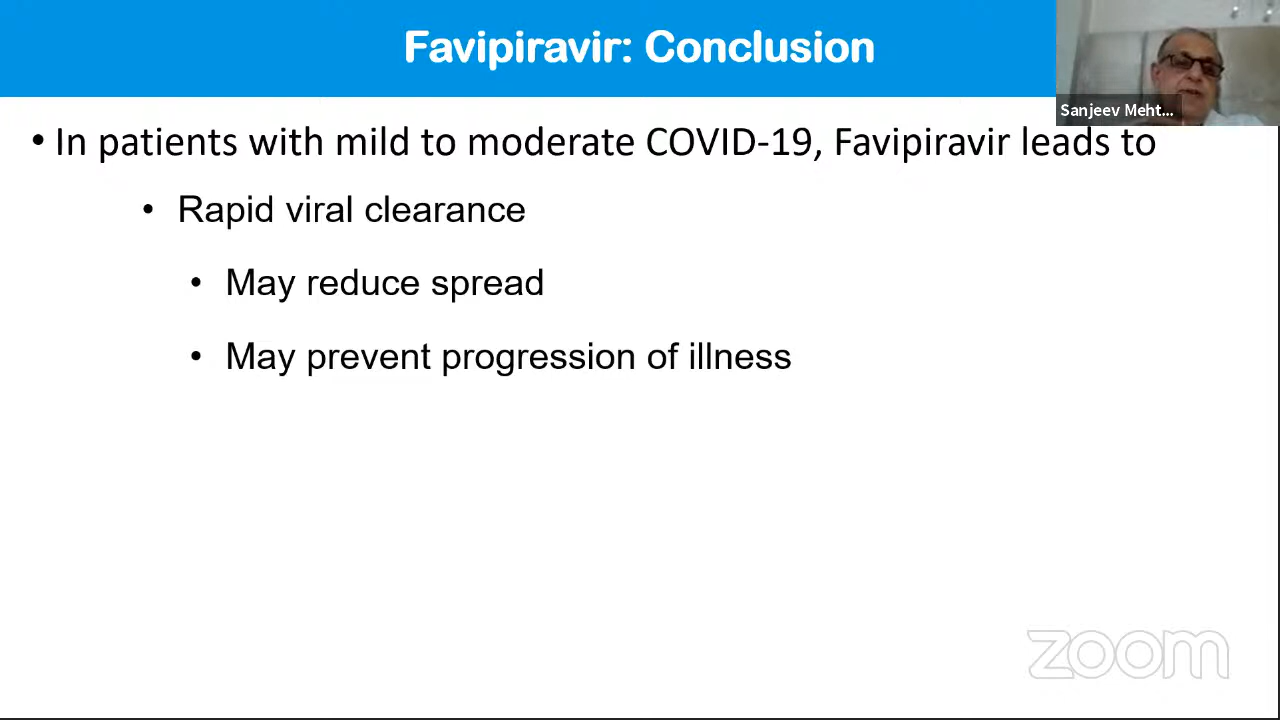 Favipiravir: Conclusion
Sanjeev Meht...
• In patients with mild to moderate COVID-19, Favipiravir leads to
• Rapid viral clearance
• May reduce spread
• May prevent progression of illness
zoom